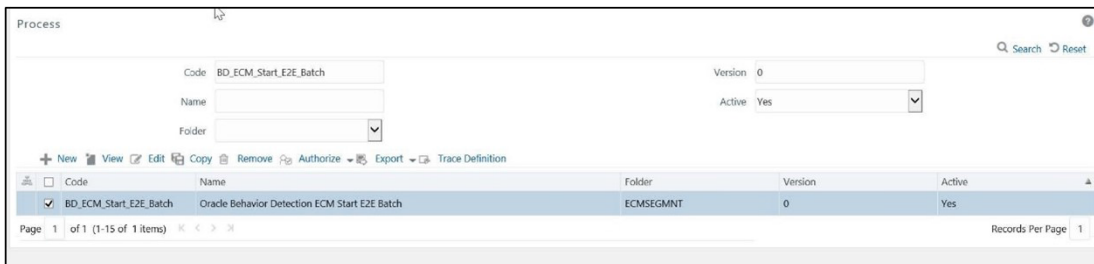 Process
Search Reset
Code BD_ECM_Start_E2E_Batch Version 0
Name Active Yes
Folder
New View Edit Copy Remove Authorize Export Trace Definition
Code Name Folder Version Active
BD_ECM_Start_E2E_Batch Oracle Behavior Detection ECM Start E2E Batch ECMSEGMNT 0 Yes
Page 1 of 1 (1-15 of 1 items) Records Per Page 1